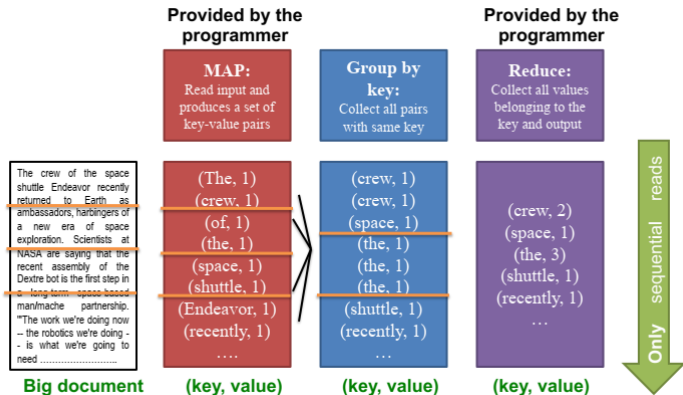 Provided by the
programmer
Provided by the
programmer
MAP:
Read input and
produces a set of
key-value pairs
Group by
key:
Collect all pairs
with same key
Reduce:
Collect all values
belonging to the
key and output
The crew of the space
shuttle Endeavor recently
returned to Earth as
ambassadors, harbingers of
a new era of space
exploration. Scientists at
NASA are saying that the
recent assembly of the
Dextre bot is the first step in
a long-term space-based
man/mache partnership.
'"The work we're doing now
-- the robotics we're doing -
- is what we're going to
need ……………………..
(The, 1)
(crew, 1)
(of, 1)
(the, 1)
(space, 1)
(shuttle, 1)
(Endeavor, 1)
(recently, 1)
….
(crew, 1)
(crew, 1)
(space, 1)
(the, 1)
(the, 1)
(the, 1)
(shuttle, 1)
(recently, 1)
…
(crew, 2)
(space, 1)
(the, 3)
(shuttle, 1)
(recently, 1)
…
Only sequential reads
Big document
(key, value)
(key, value)
(key, value)